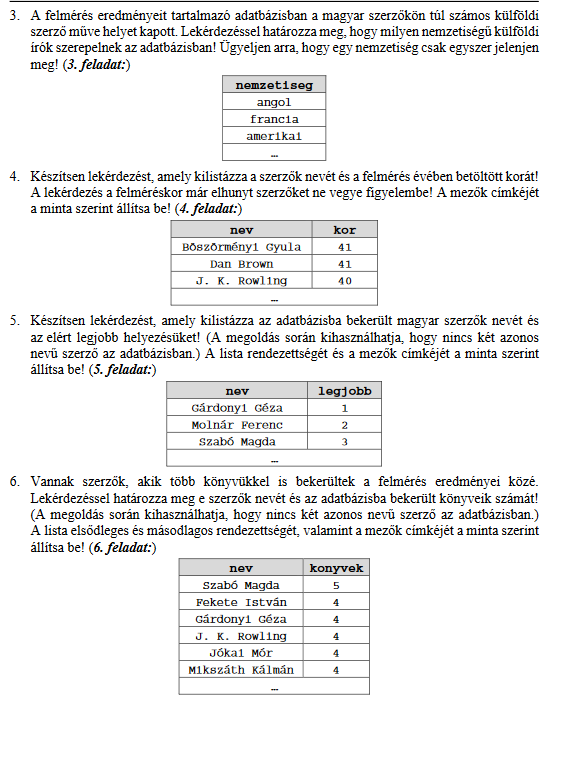 3. A felmérés eredményeit tartalmazó adatbázisban a magyar szerzőkön túl számos külföldi
szerző műve helyet kapott. Lekérdezéssel határozza meg, hogy milyen nemzetiségű külföldi
írók szerepelnek az adatbázisban! Ügyeljen arra, hogy egy nemzetiség csak egyszer jelenjen
meg! (3. feladat:)
nemzetiseg
angol
francia
amerikai
…
4. Készítsen lekérdezést, amely kilistázza a szerzők nevét és a felmérés évében betöltött korát!
A lekérdezés a felméréskor már elhunyt szerzőket ne vegye figyelembe! A mezők címkéjét
a minta szerint állítsa be! (4. feladat:)
nev kor
Böszörményi Gyula 41
Dan Brown 41
J. K. Rowling 40
…
5. Készítsen lekérdezést, amely kilistázza az adatbázisba bekerült magyar szerzők nevét és
az elért legjobb helyezésüket! (A megoldás során kihasználhatja, hogy nincs két azonos
nevű szerző az adatbázisban.) A lista rendezettségét és a mezők címkéjét a minta szerint
állítsa be! (5. feladat:)
nev legjobb
Gárdonyi Géza 1
Molnár Ferenc 2
Szabó Magda 3
…
6. Vannak szerzők, akik több könyvükkel is bekerültek a felmérés eredményei közé.
Lekérdezéssel határozza meg e szerzők nevét és az adatbázisba bekerült könyveik számát!
(A megoldás során kihasználhatja, hogy nincs két azonos nevű szerző az adatbázisban.)
A lista elsődleges és másodlagos rendezettségét, valamint a mezők címkéjét a minta szerint
állítsa be! (6. feladat:)
nev konyvek
Szabó Magda 5
Fekete István 4
Gárdonyi Géza 4
J. K. Rowling 4
Jókai Mór 4
Mikszáth Kálmán 4
…